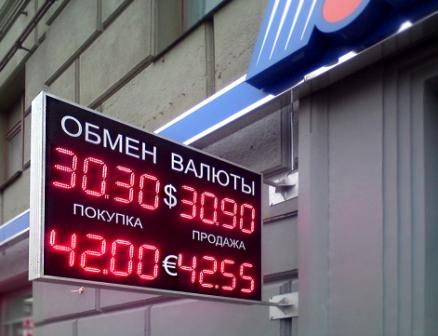 ОБМЕН ВАЛЮТЫ
30.30 $ 30.90
ПОКУПКА ПРОДАЖА
42.00 € 42.55